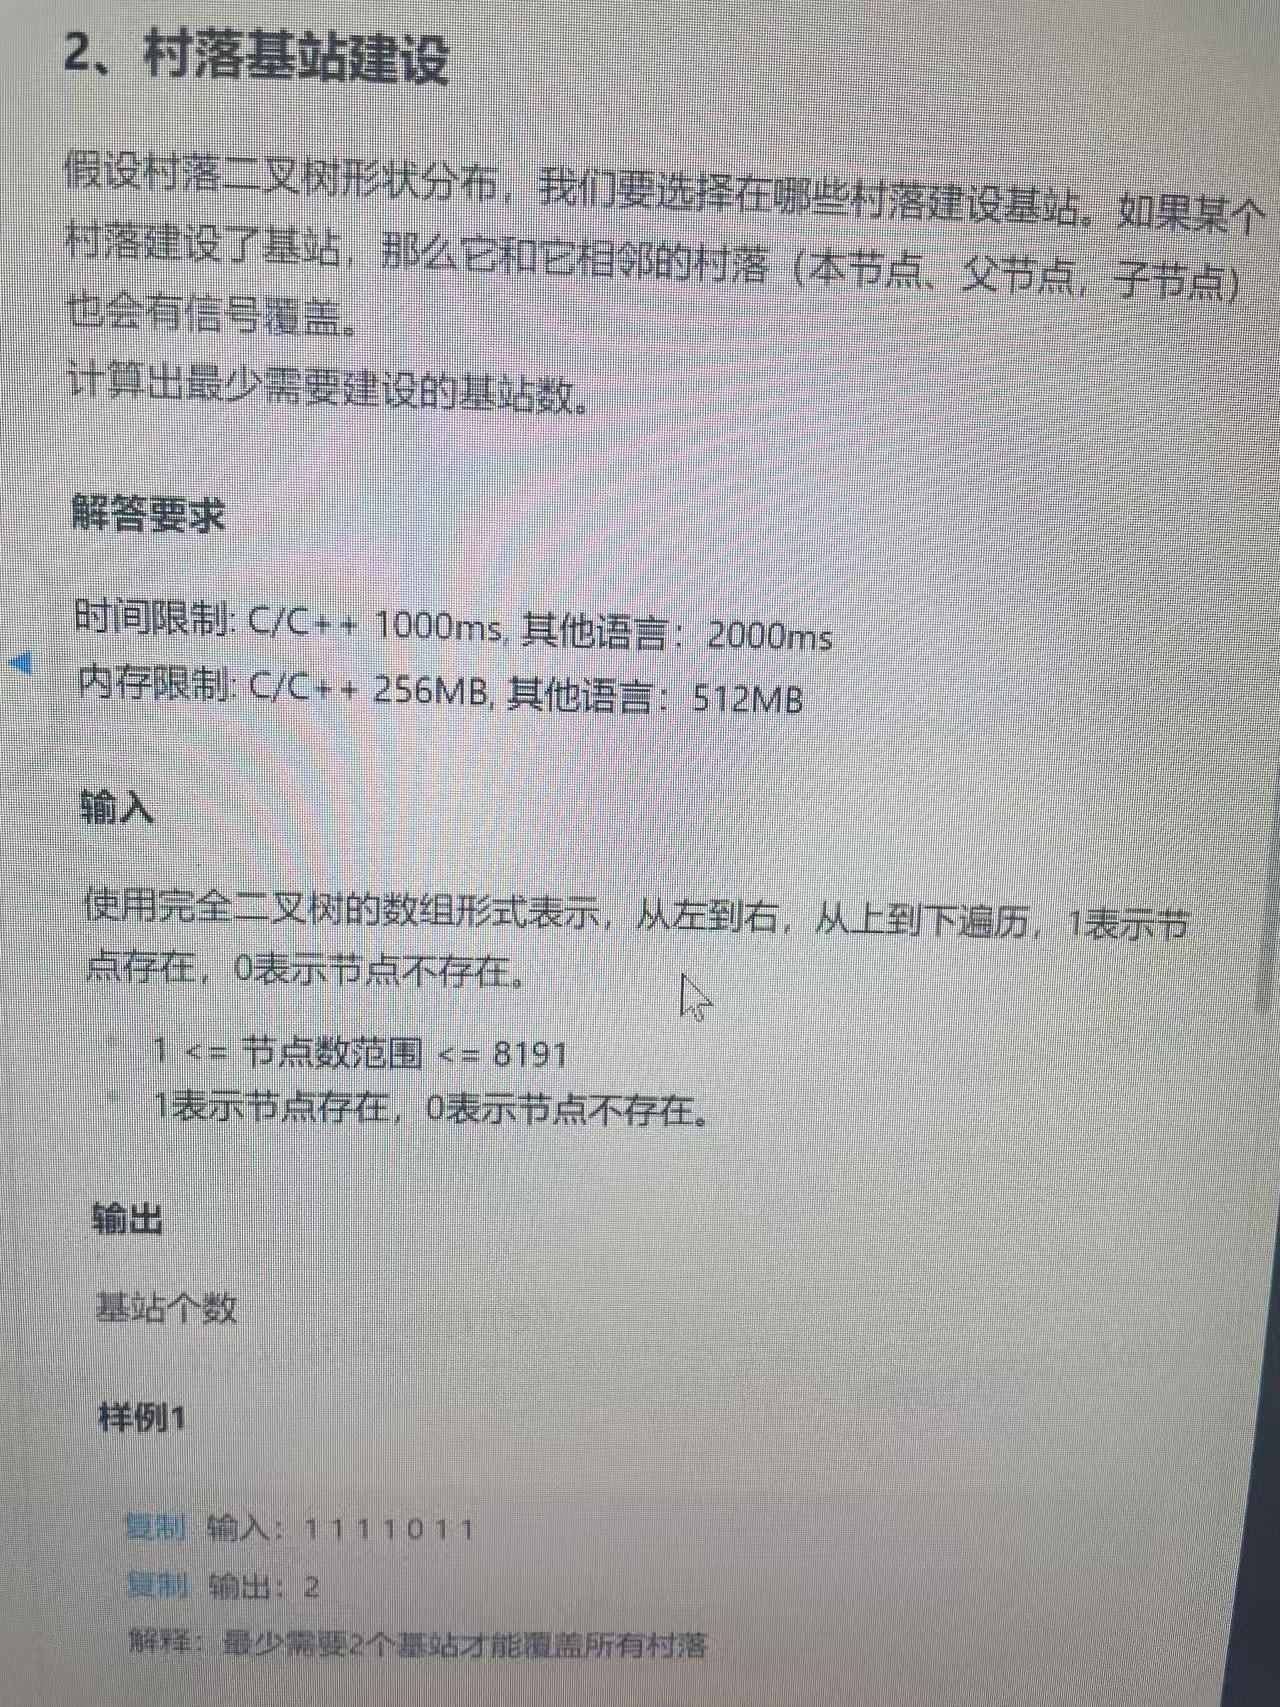 2、村落基站建设
假设村落二叉树形状分布，我们要选择在哪些村落建设基站。如果某个
村落建设了基站，那么它和它相邻的村落（本节点、父节点，子节点）
也会有信号覆盖。
计算出最少需要建设的基站数。
解答要求
时间限制: C/C++ 1000ms, 其他语言：2000ms
内存限制: C/C++ 256MB, 其他语言：512MB
输入
使用完全二叉树的数组形式表示，从左到右，从上到下遍历，1表示节
点存在，0表示节点不存在。
1 <= 节点数范围 <= 8191
1表示节点存在，0表示节点不存在。
输出
基站个数
样例1
复制 输入：1 1 1 1 0 1 1
复制 输出：2
解释：最少需要2个基站才能覆盖所有村落